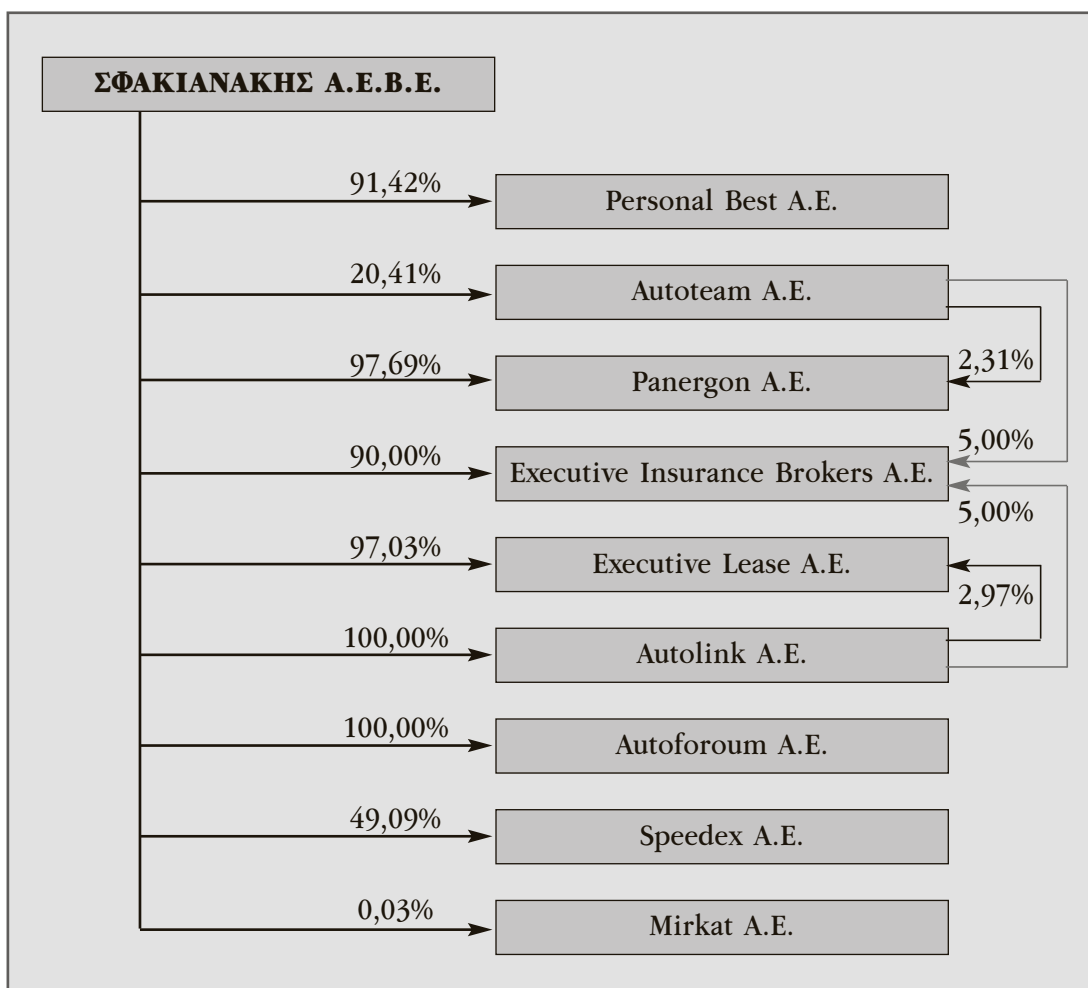 ΣΦΑΚΙΑΝΑΚΗΣ Α.Ε.Β.Ε.
91,42%
Personal Best Α.Ε.
20,41%
Autoteam Α.Ε.
97,69%
Panergon Α.Ε.
2,31%
90,00%
Executive Insurance Brokers Α.Ε.
5,00%
5,00%
97,03%
Executive Lease Α.Ε.
2,97%
100,00%
Autolink Α.Ε.
100,00%
Autoforoum Α.Ε.
49,09%
Speedex Α.Ε.
0,03%
Mirkat Α.Ε.